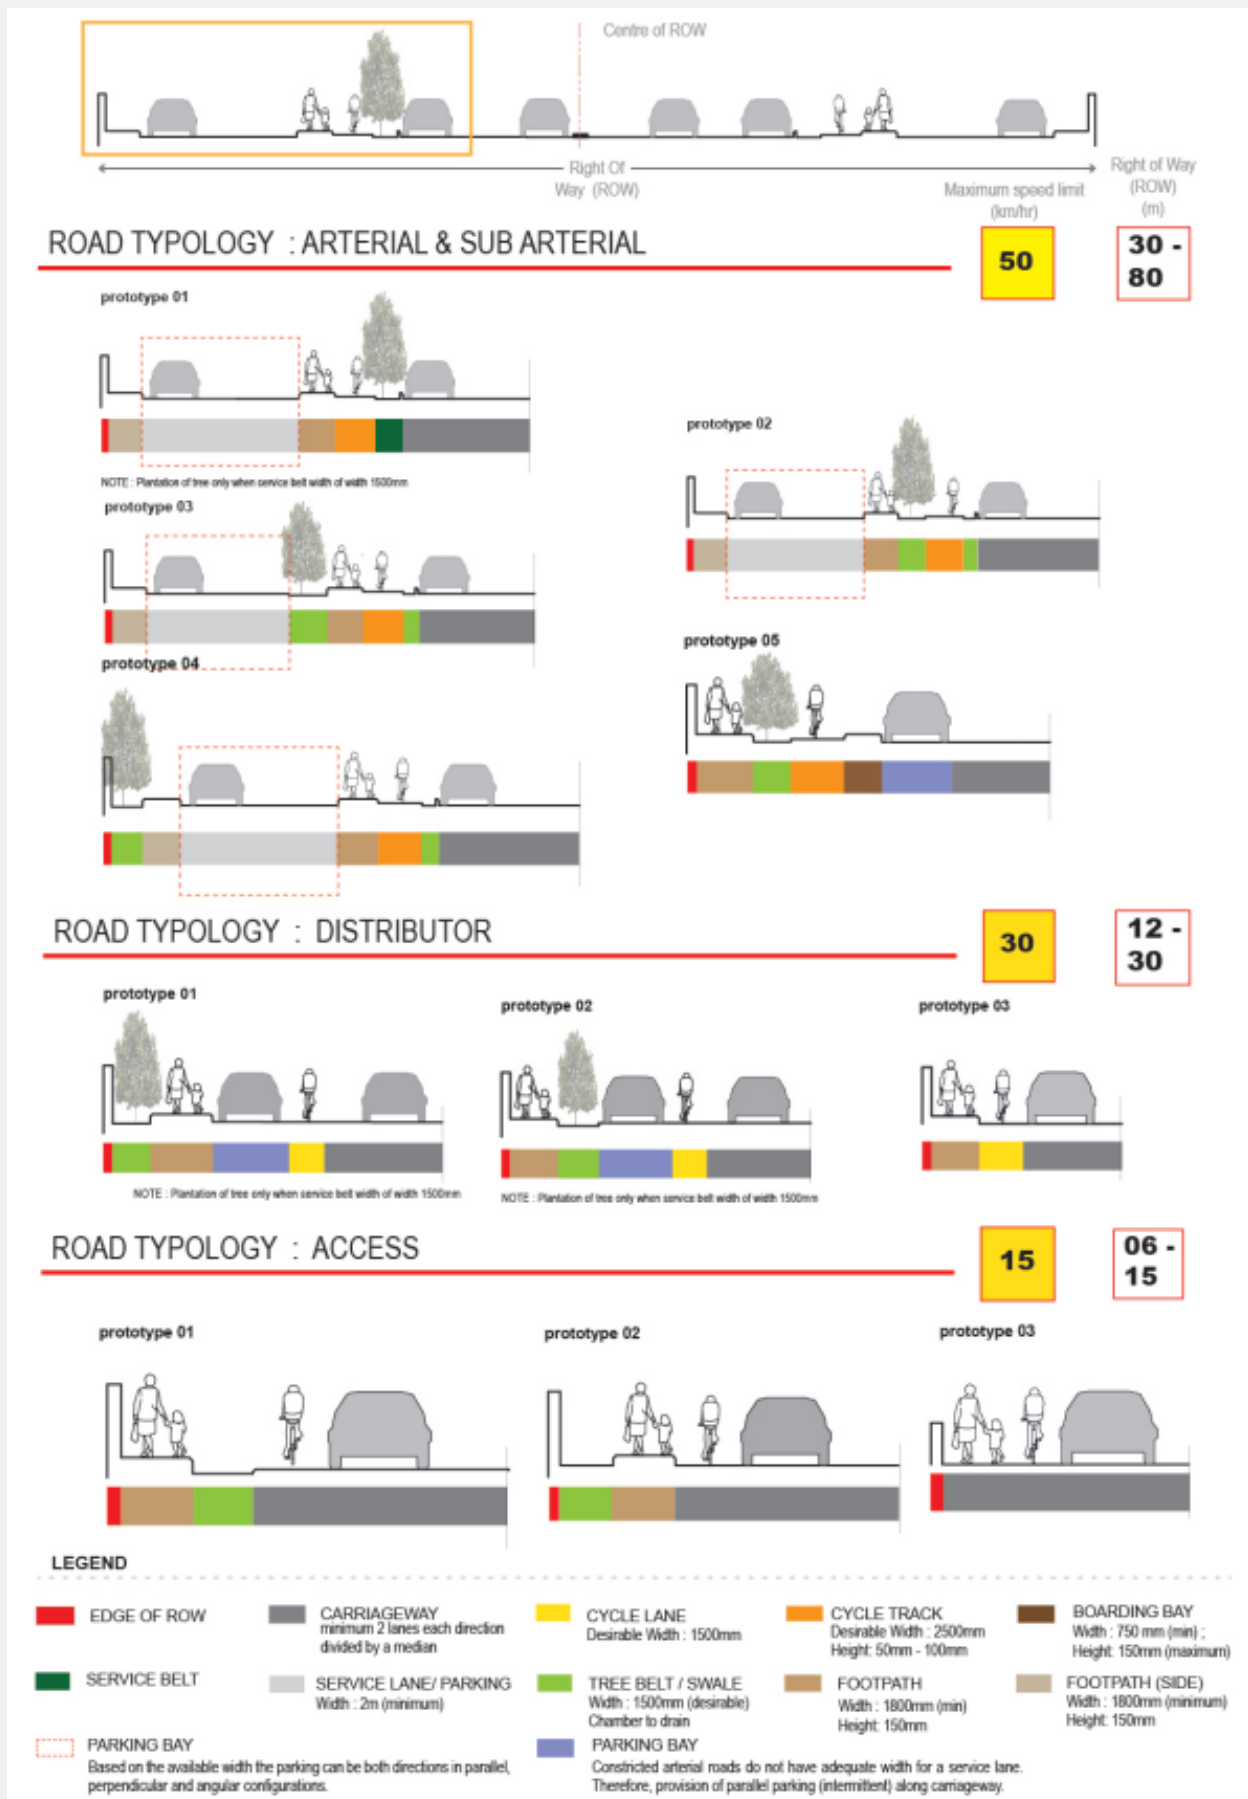 Centre of ROW
Right Of
Way (ROW)
Maximum speed limit
(km/hr)
Right of Way
(ROW)
(m)
ROAD TYPOLOGY : ARTERIAL & SUB ARTERIAL
50
30 -
80
prototype 01
NOTE : Plantation of tree only when service belt width of width 1500mm
prototype 02
prototype 03
prototype 04
prototype 05
ROAD TYPOLOGY : DISTRIBUTOR
30
12 -
30
prototype 01
prototype 02
prototype 03
NOTE : Plantation of tree only when service belt width of width 1500mm
NOTE : Plantation of tree only when service belt width of width 1500mm
ROAD TYPOLOGY : ACCESS
15
06 -
15
prototype 01
prototype 02
prototype 03
LEGEND
EDGE OF ROW
CARRIAGEWAY
minimum 2 lanes each direction
divided by a median
CYCLE LANE
Desirable Width : 1500mm
CYCLE TRACK
Desirable Width : 2500mm
Height: 50mm - 100mm
BOARDING BAY
Width : 750 mm (min) ;
Height: 150mm (maximum)
SERVICE BELT
SERVICE LANE/ PARKING
Width : 2m (minimum)
TREE BELT / SWALE
Width : 1500mm (desirable)
Chamber to drain
FOOTPATH
Width : 1800mm (min)
Height: 150mm
FOOTPATH (SIDE)
Width : 1800mm (minimum)
Height: 150mm
PARKING BAY
Based on the available width the parking can be both directions in parallel,
perpendicular and angular configurations.
PARKING BAY
Constricted arterial roads do not have adequate width for a service lane.
Therefore, provision of parallel parking (intermittent) along carriageway.